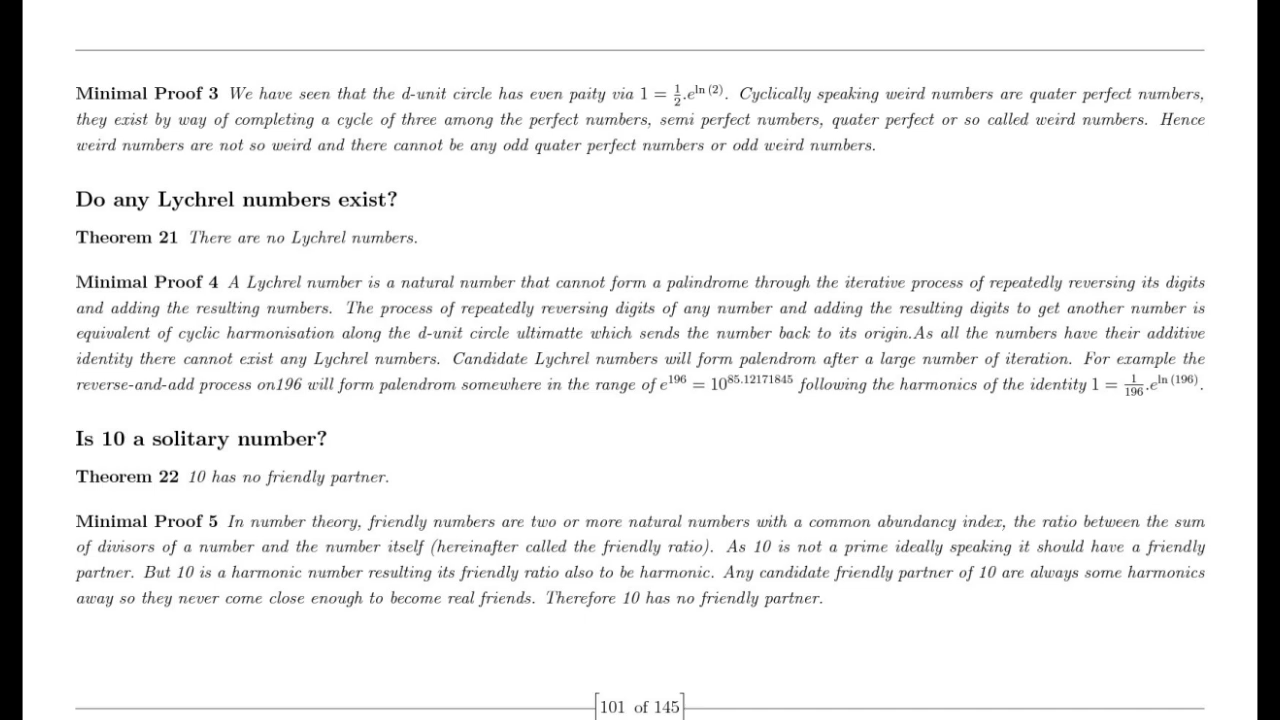 Minimal Proof 3 We have seen that the d-unit circle has even paity via 1 = 1/2.e^ln (2). Cyclically speaking weird numbers are quater perfect numbers,
they exist by way of completing a cycle of three among the perfect numbers, semi perfect numbers, quater perfect or so called weird numbers. Hence
weird numbers are not so weird and there cannot be any odd quater perfect numbers or odd weird numbers.
Do any Lychrel numbers exist?
Theorem 21 There are no Lychrel numbers.
Minimal Proof 4 A Lychrel number is a natural number that cannot form a palindrome through the iterative process of repeatedly reversing its digits
and adding the resulting numbers. The process of repeatedly reversing digits of any number and adding the resulting digits to get another number is
equivalent of cyclic harmonisation along the d-unit circle ultimatte which sends the number back to its origin.As all the numbers have their additive
identity there cannot exist any Lychrel numbers. Candidate Lychrel numbers will form palendrom after a large number of iteration. For example the
reverse-and-add process on196 will form palendrom somewhere in the range of e^196 = 10^85.12171845 following the harmonics of the identity 1 = 1/196.e^ln (196).
Is 10 a solitary number?
Theorem 22 10 has no friendly partner.
Minimal Proof 5 In number theory, friendly numbers are two or more natural numbers with a common abundancy index, the ratio between the sum
of divisors of a number and the number itself (hereinafter called the friendly ratio). As 10 is not a prime ideally speaking it should have a friendly
partner. But 10 is a harmonic number resulting its friendly ratio also to be harmonic. Any candidate friendly partner of 10 are always some harmonics
away so they never come close enough to become real friends. Therefore 10 has no friendly partner.
[101 of 145]